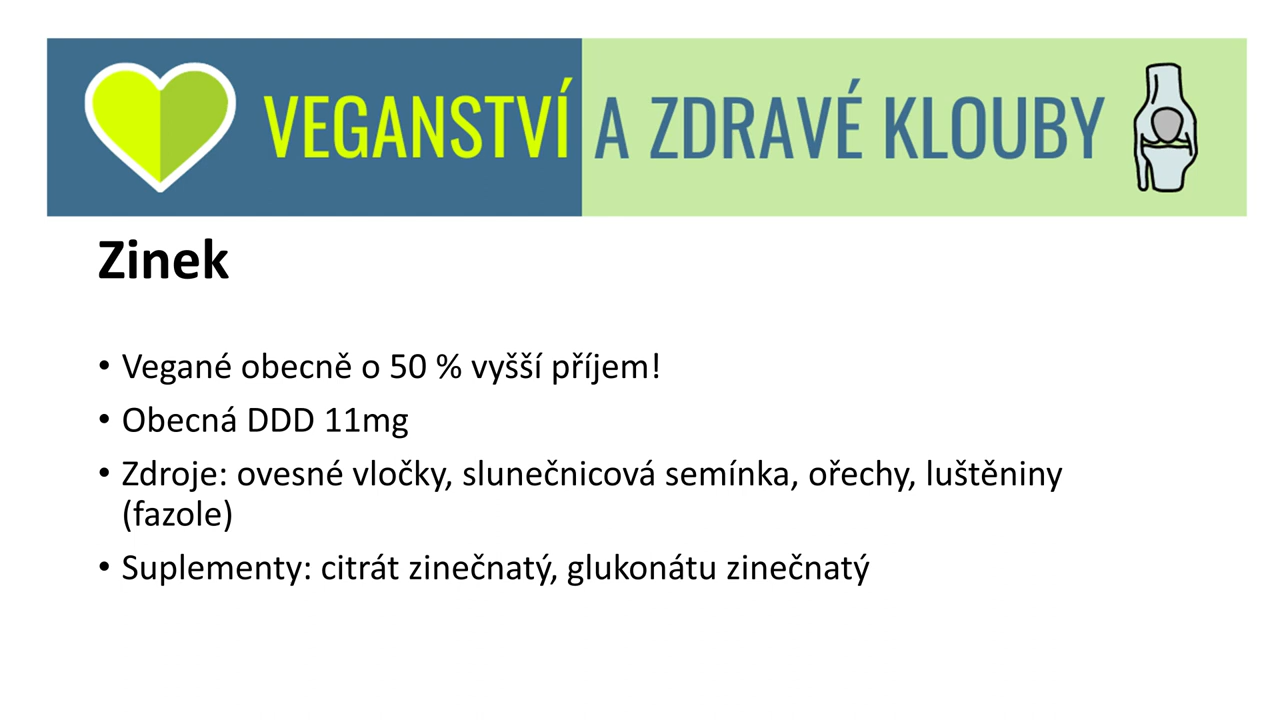 VEGANSTVÍ A ZDRAVÉ KLOUBY
Zinek
• Vegané obecně o 50 % vyšší příjem!
• Obecná DDD 11mg
• Zdroje: ovesné vločky, slunečnicová semínka, ořechy, luštěniny
(fazole)
• Suplementy: citrát zinečnatý, glukonátu zinečnatý